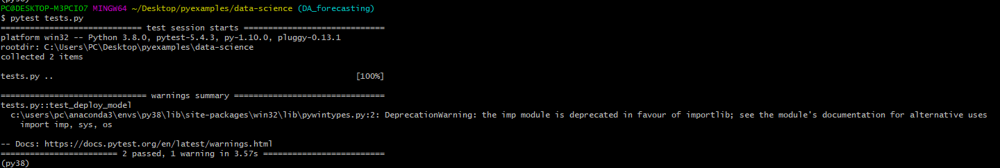 (py38)
PC@DESKTOP-M3PCIO7 MINGW64 ~/Desktop/pyexamples/data-science (DA_forecasting)
$ pytest tests.py
============================= test session starts =============================
platform win32 -- Python 3.8.0, pytest-5.4.3, py-1.10.0, pluggy-0.13.1
rootdir: C:\Users\PC\Desktop\pyexamples\data-science
collected 2 items
tests.py .. [100%]
============================== warnings summary ===============================
tests.py::test_deploy_model
c:\users\pc\anaconda3\envs\py38\lib\site-packages\win32\lib\pywintypes.py:2: DeprecationWarning: the imp module is deprecated in favour of importlib; see the module's documentation for alternative uses
import imp, sys, os
-- Docs: https://docs.pytest.org/en/latest/warnings.html
======================== 2 passed, 1 warning in 3.57s =========================
(py38)